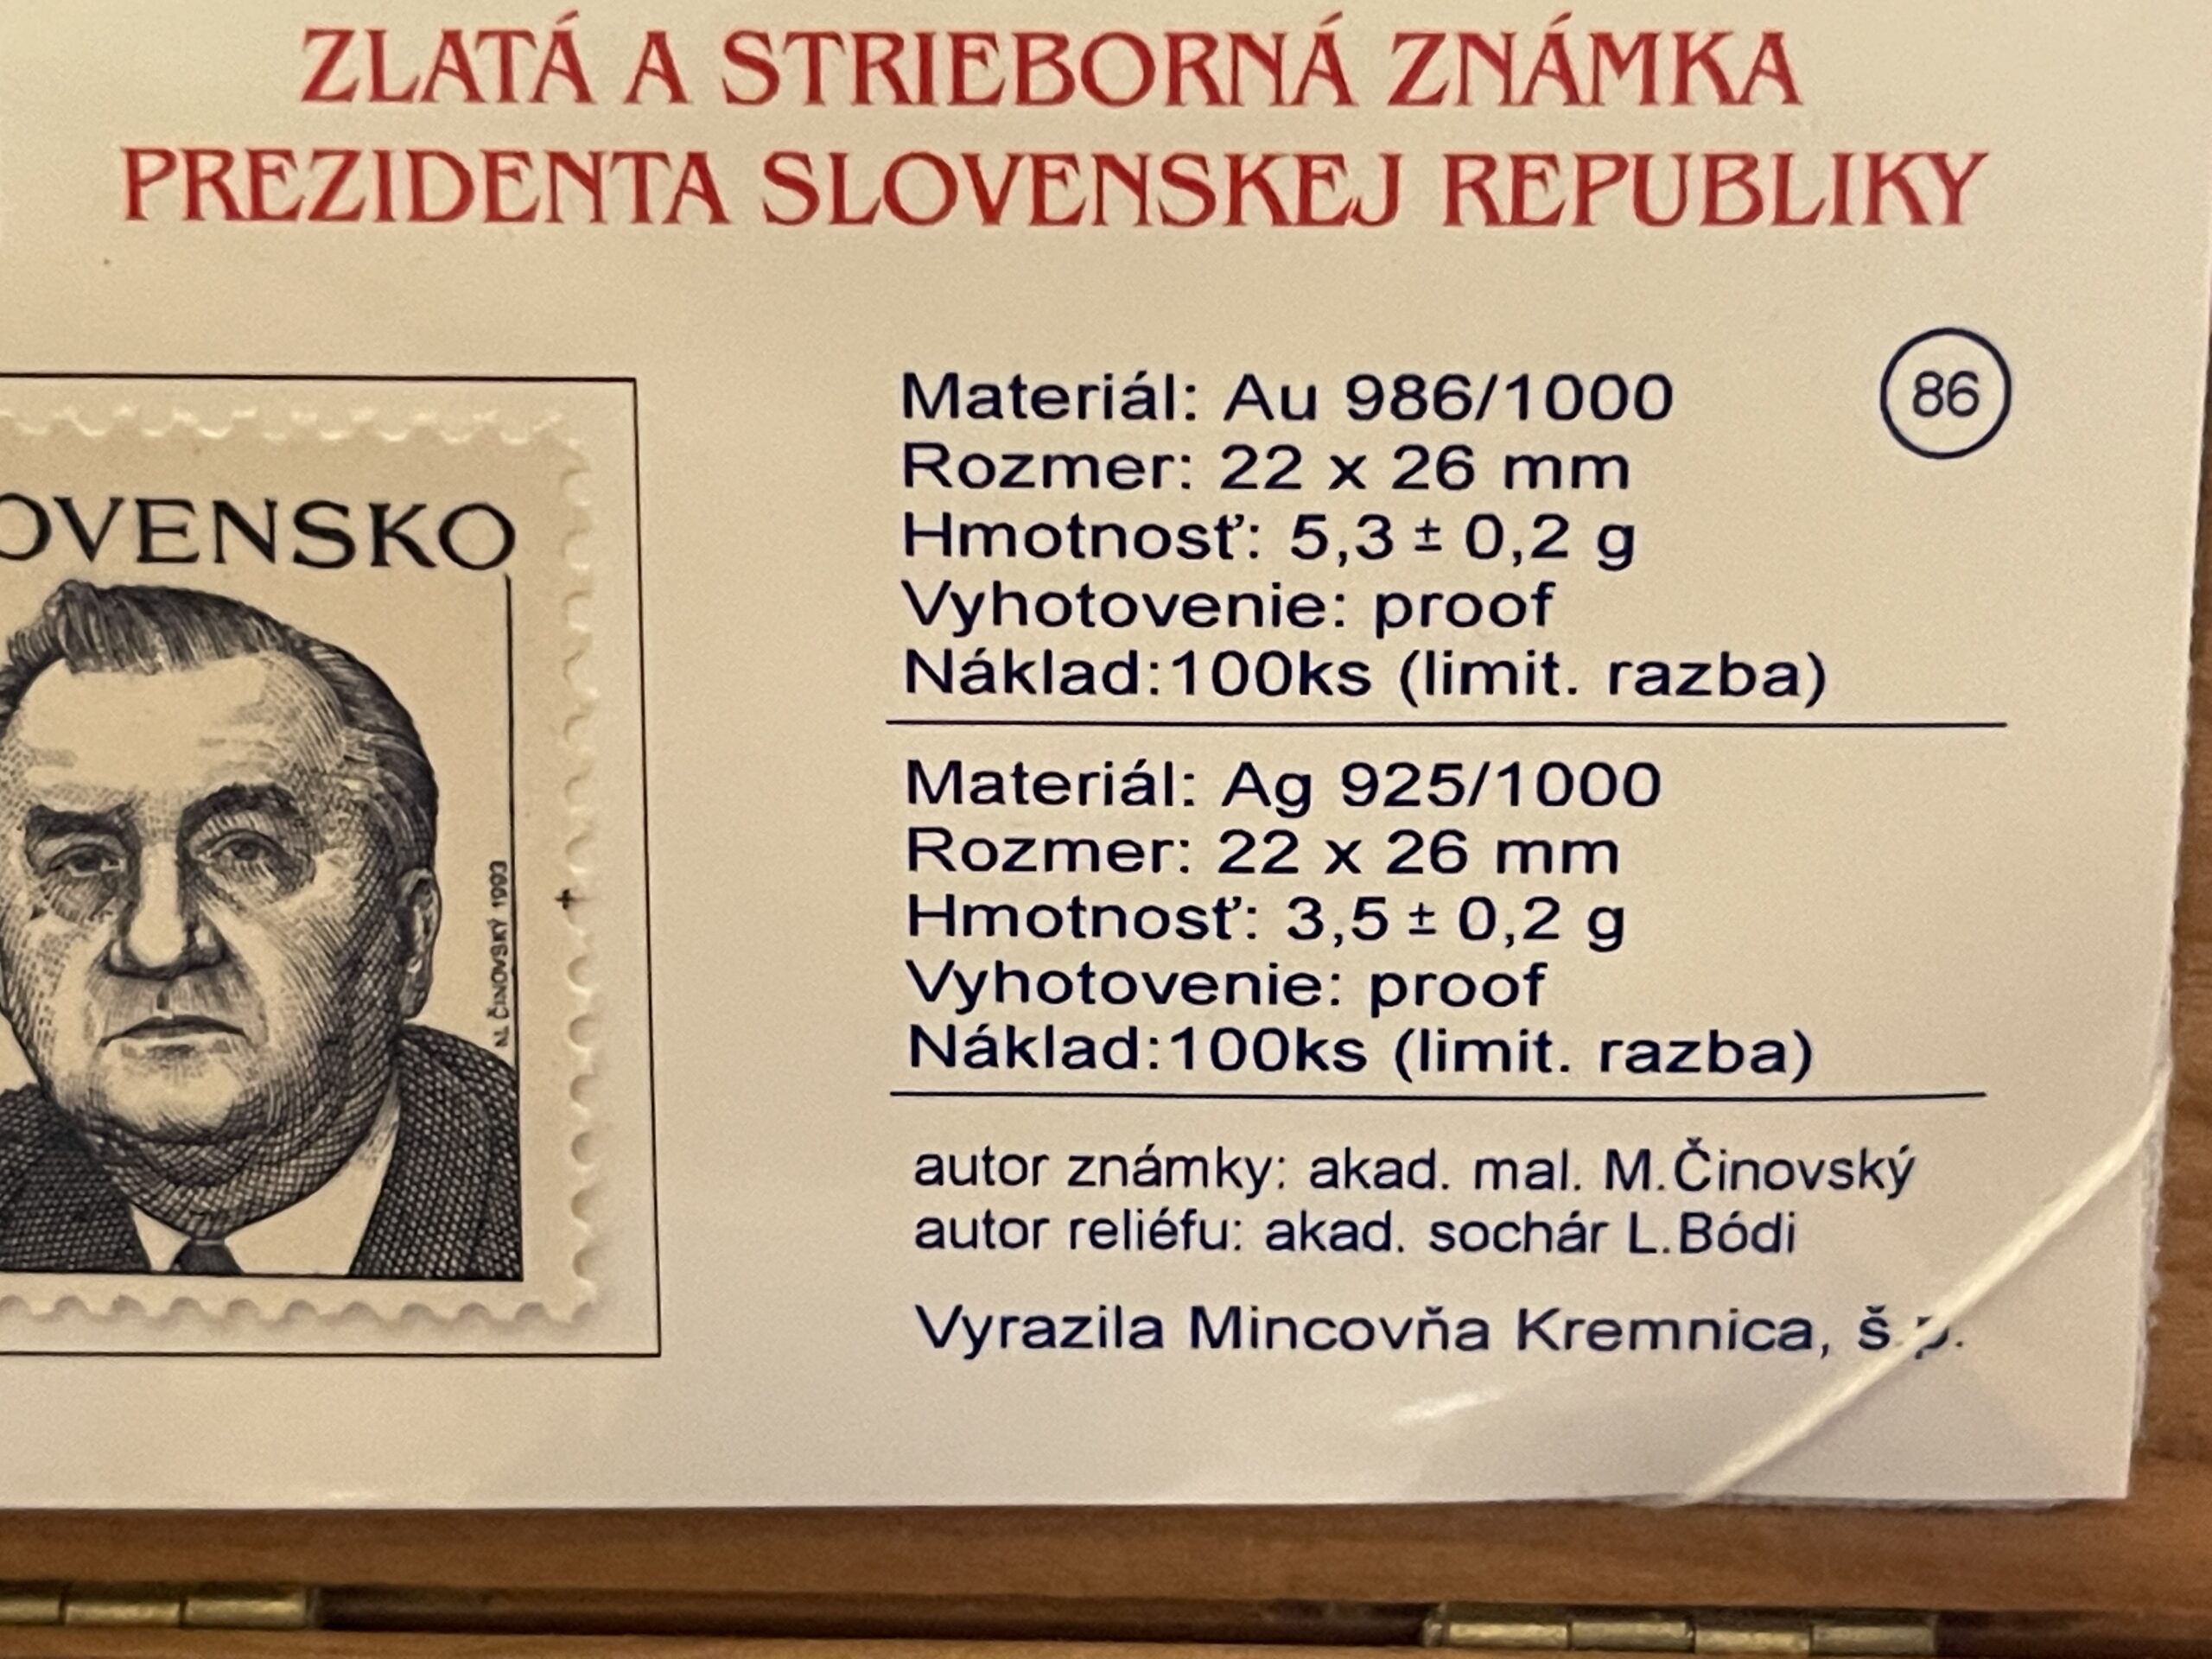 ZLATÁ A STRIEBORNÁ ZNÁMKA
PREZIDENTA SLOVENSKEJ REPUBLIKY
86
OVENSKO
M. ČINOVSKÝ 1993
Materiál: Au 986/1000
Rozmer: 22 x 26 mm
Hmotnosť: 5,3 ± 0,2 g
Vyhotovenie: proof
Náklad:100ks (limit. razba)
Materiál: Ag 925/1000
Rozmer: 22 x 26 mm
Hmotnosť: 3,5 ± 0,2 g
Vyhotovenie: proof
Náklad:100ks (limit. razba)
autor známky: akad. mal. M.Činovský
autor reliéfu: akad. sochár L.Bódi
Vyrazila Mincovňa Kremnica, š.p.